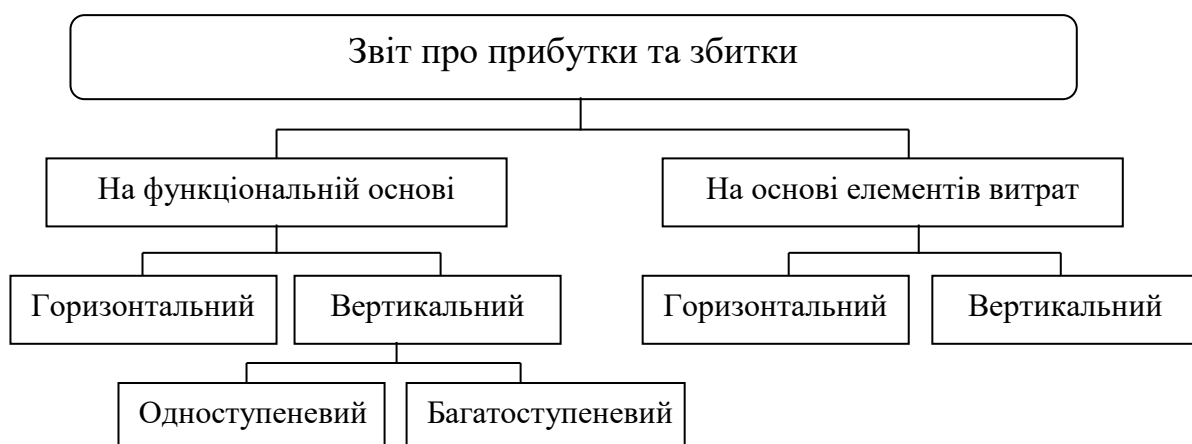 Звіт про прибутки та збитки
На функціональній основі
На основі елементів витрат
Горизонтальний
Вертикальний
Горизонтальний
Вертикальний
Одноступеневий
Багатоступеневий